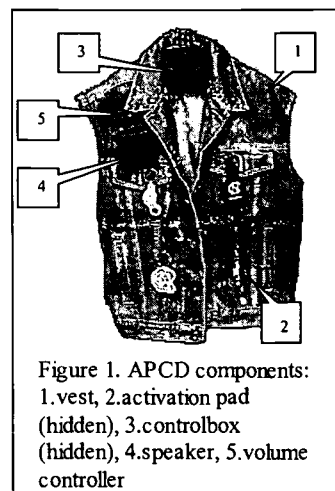 3
1
5
4
2
Figure 1. APCD components:
1.vest, 2.activation pad
(hidden), 3.controlbox
(hidden), 4.speaker, 5.volume
controller